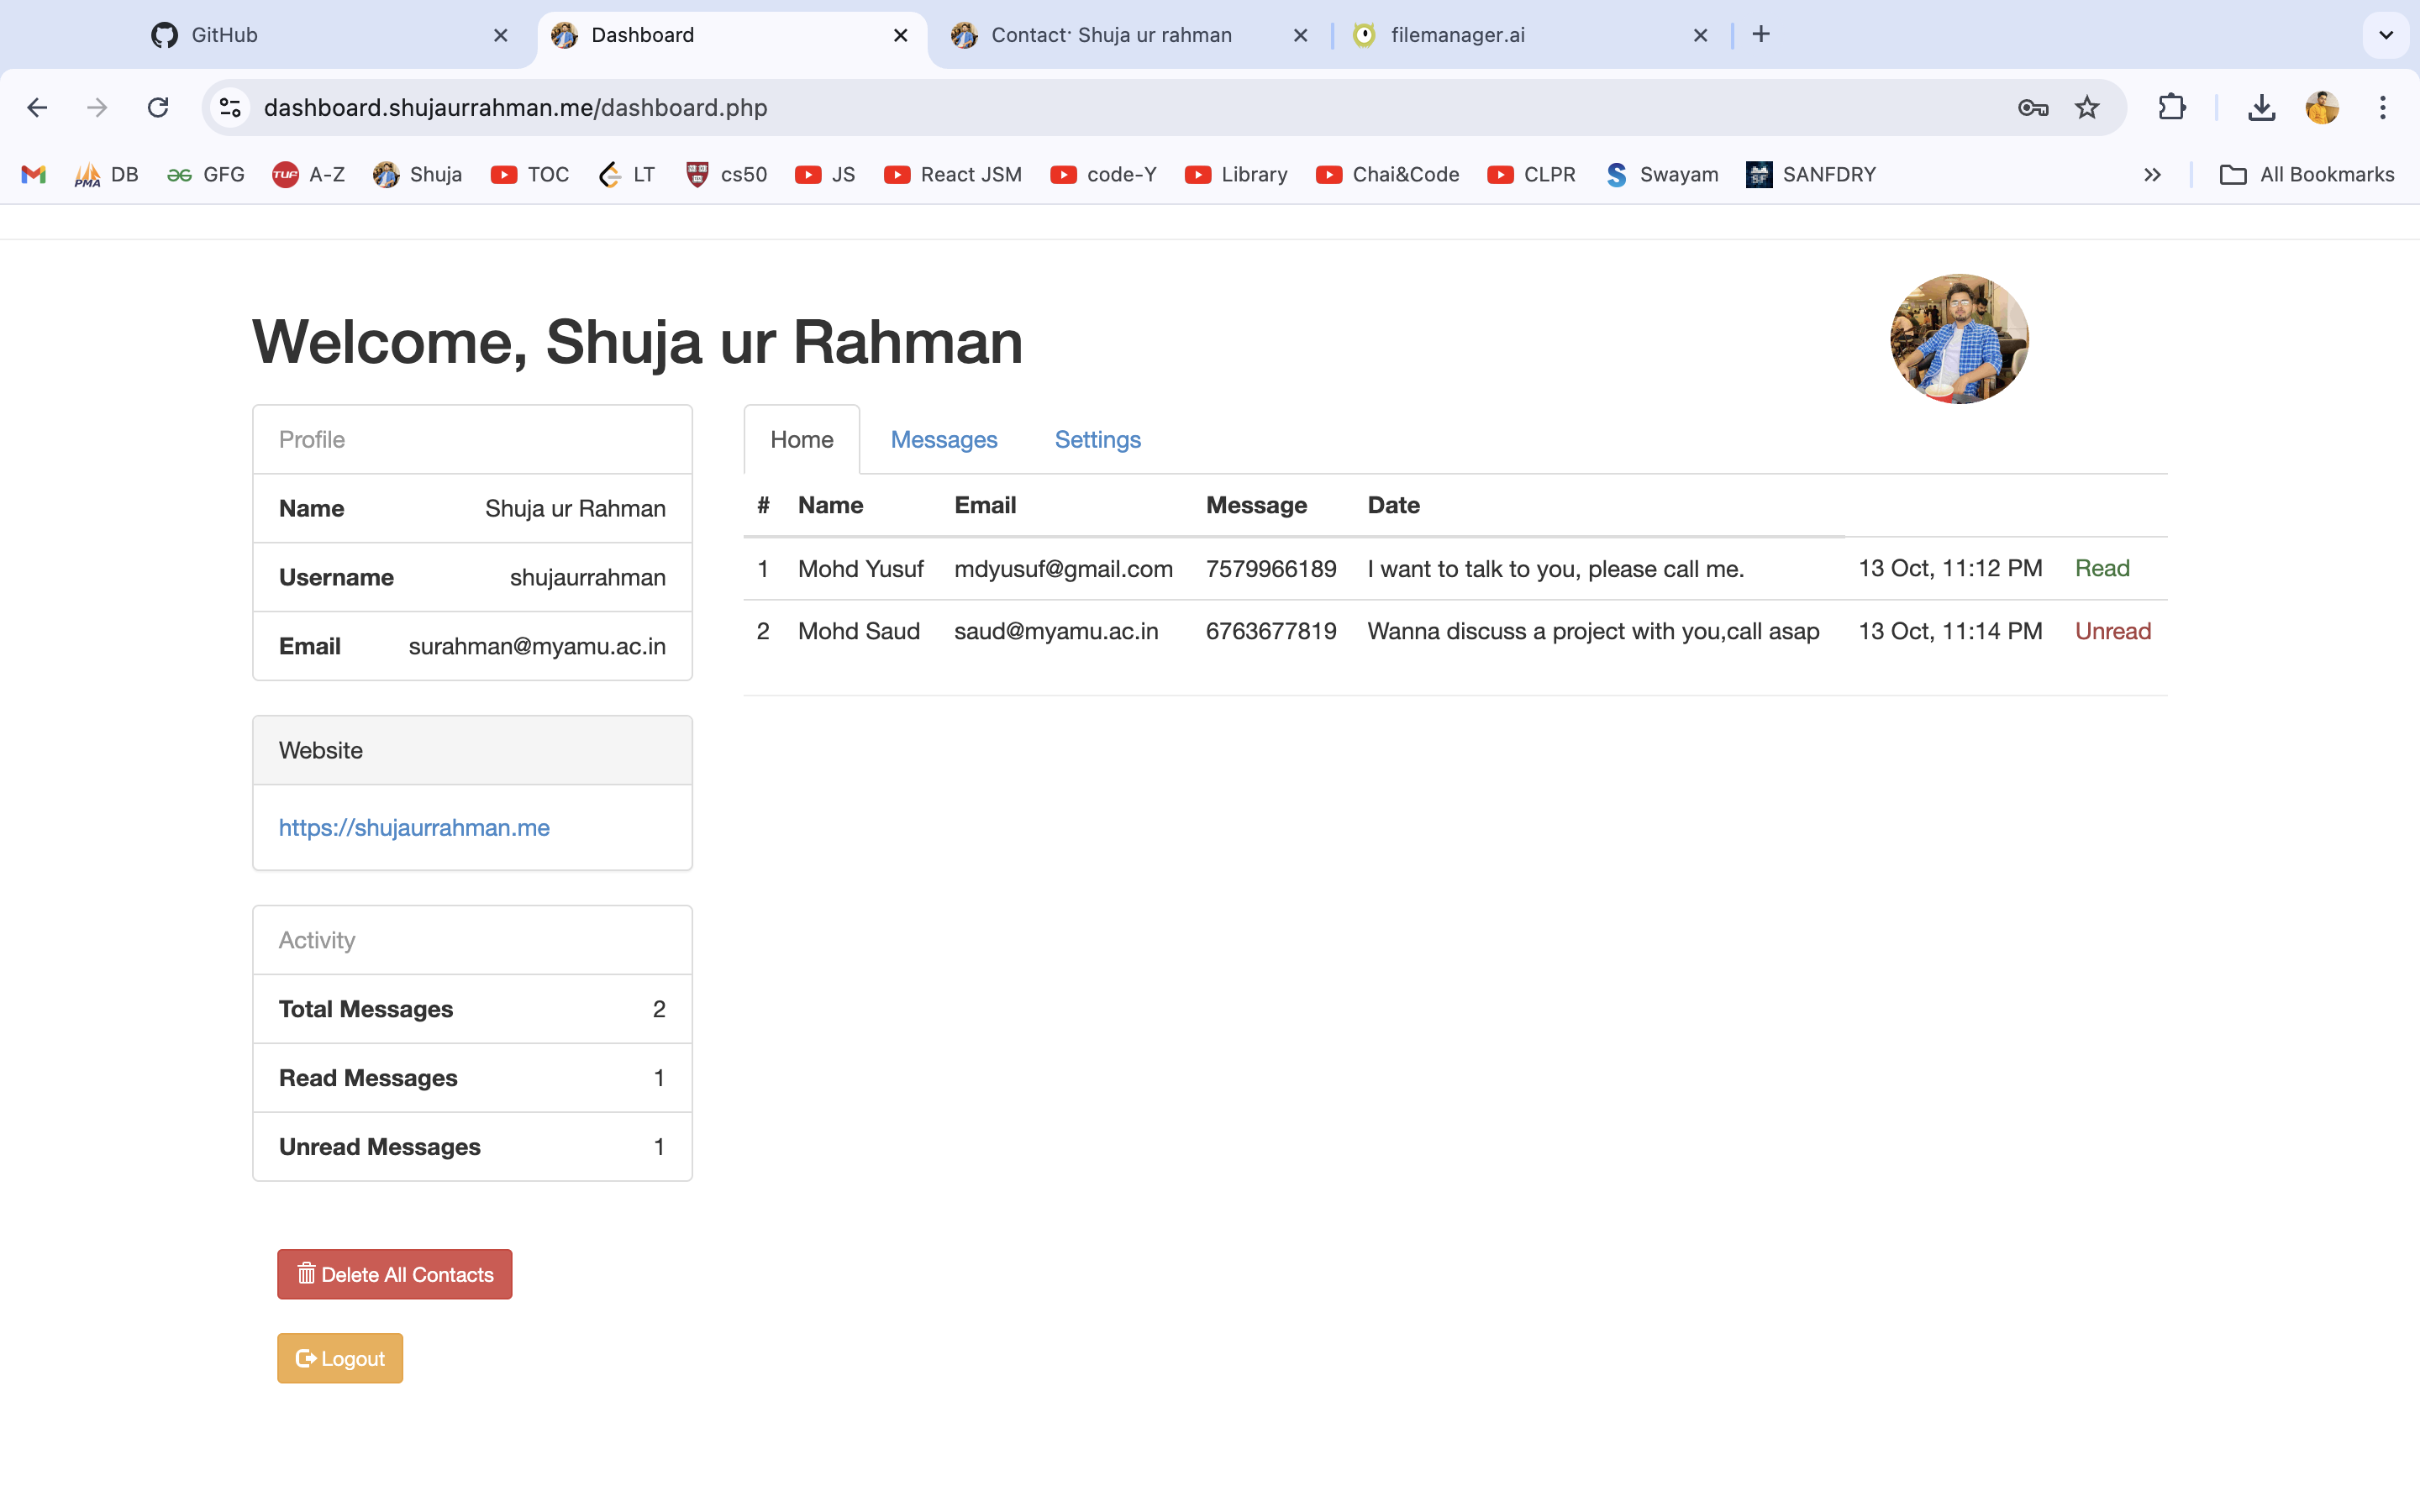 GitHub
Dashboard
Contact: Shuja ur rahman
filemanager.ai
dashboard.shujaurrahman.me/dashboard.php
PMA DB GFG TUF A-Z Shuja TOC LT cs50 JS React JSM code-Y Library Chai&Code CLPR Swayam SF SANFDRY All Bookmarks
Welcome, Shuja ur Rahman
Profile
Name Shuja ur Rahman
Username shujaurrahman
Email surahman@myamu.ac.in
Website
https://shujaurrahman.me
Activity
Total Messages 2
Read Messages 1
Unread Messages 1
Delete All Contacts
Logout
Home Messages Settings
# Name Email Message Date
1 Mohd Yusuf mdyusuf@gmail.com 7579966189 I want to talk to you, please call me. 13 Oct, 11:12 PM Read
2 Mohd Saud saud@myamu.ac.in 6763677819 Wanna discuss a project with you,call asap 13 Oct, 11:14 PM Unread